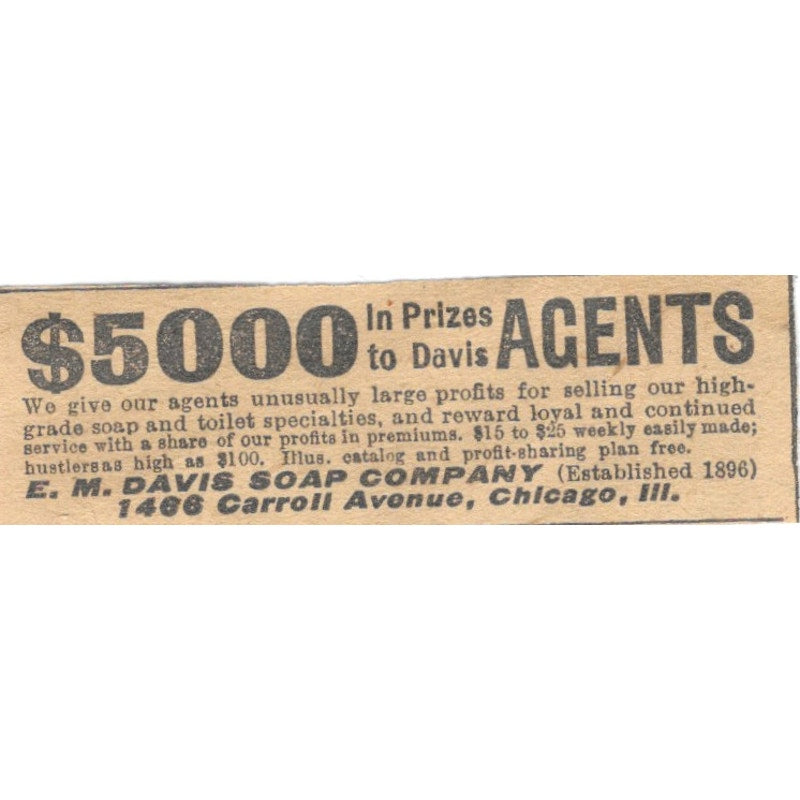 $5000 In Prizes to Davis AGENTS
We give our agents unusually large profits for selling our high-
grade soap and toilet specialties, and reward loyal and continued
service with a share of our profits in premiums. $15 to $25 weekly easily made;
hustlers as high as $100. Illus. catalog and profit-sharing plan free.
E. M. DAVIS SOAP COMPANY (Established 1896)
1466 Carroll Avenue, Chicago, Ill.